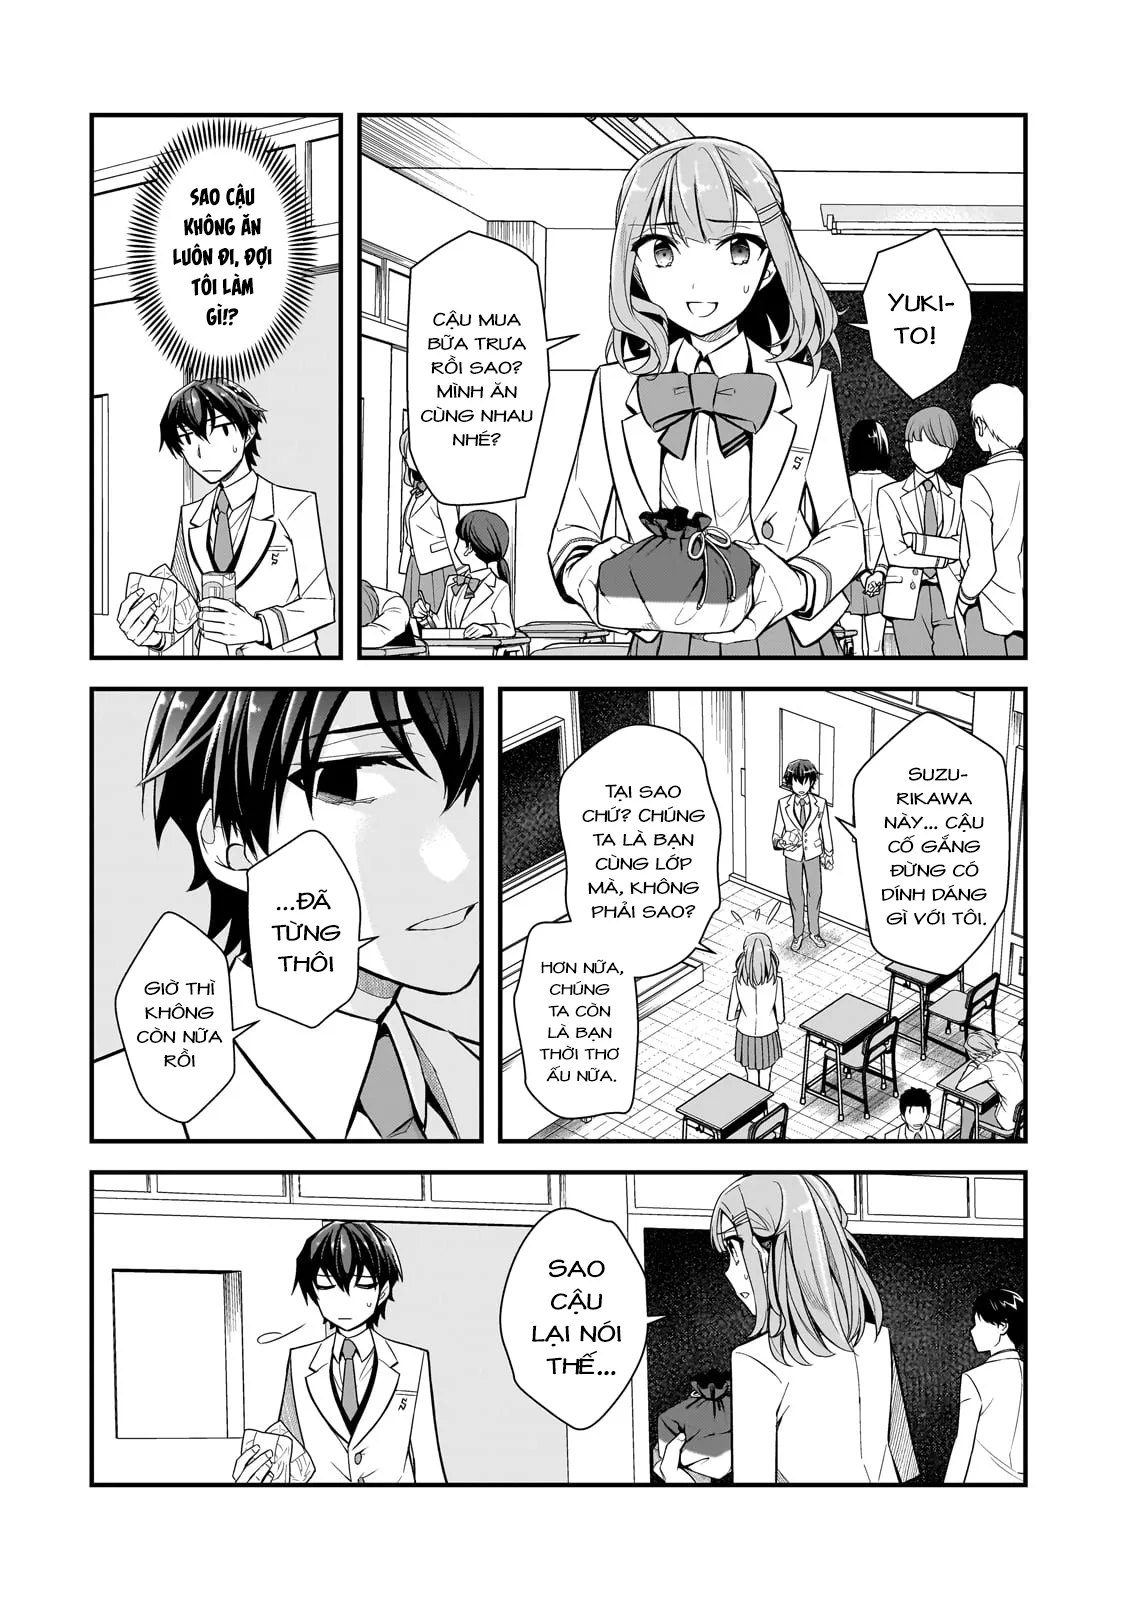 YUKI-
TO!
CẬU MUA
BỮA TRƯA
RỒI SAO?
MÌNH ĂN
CÙNG NHAU
NHÉ?
SAO CẬU
KHÔNG ĂN
LUÔN ĐI, ĐỢI
TÔI LÀM
GÌ!?
SUZU-
RIKAWA
NÀY... CẬU
CỐ GẮNG
ĐỪNG CÓ
DÍNH DÁNG
GÌ VỚI TÔI.
TẠI SAO
CHỨ? CHÚNG
TA LÀ BẠN
CÙNG LỚP
MÀ, KHÔNG
PHẢI SAO?
HƠN NỮA,
CHÚNG
TA CÒN
LÀ BẠN
THỜI THƠ
ẤU NỮA.
...ĐÃ
TỪNG
THÔI
GIỜ THÌ
KHÔNG
CÒN NỮA
RỒI
SAO
CẬU
LẠI NÓI
THẾ...